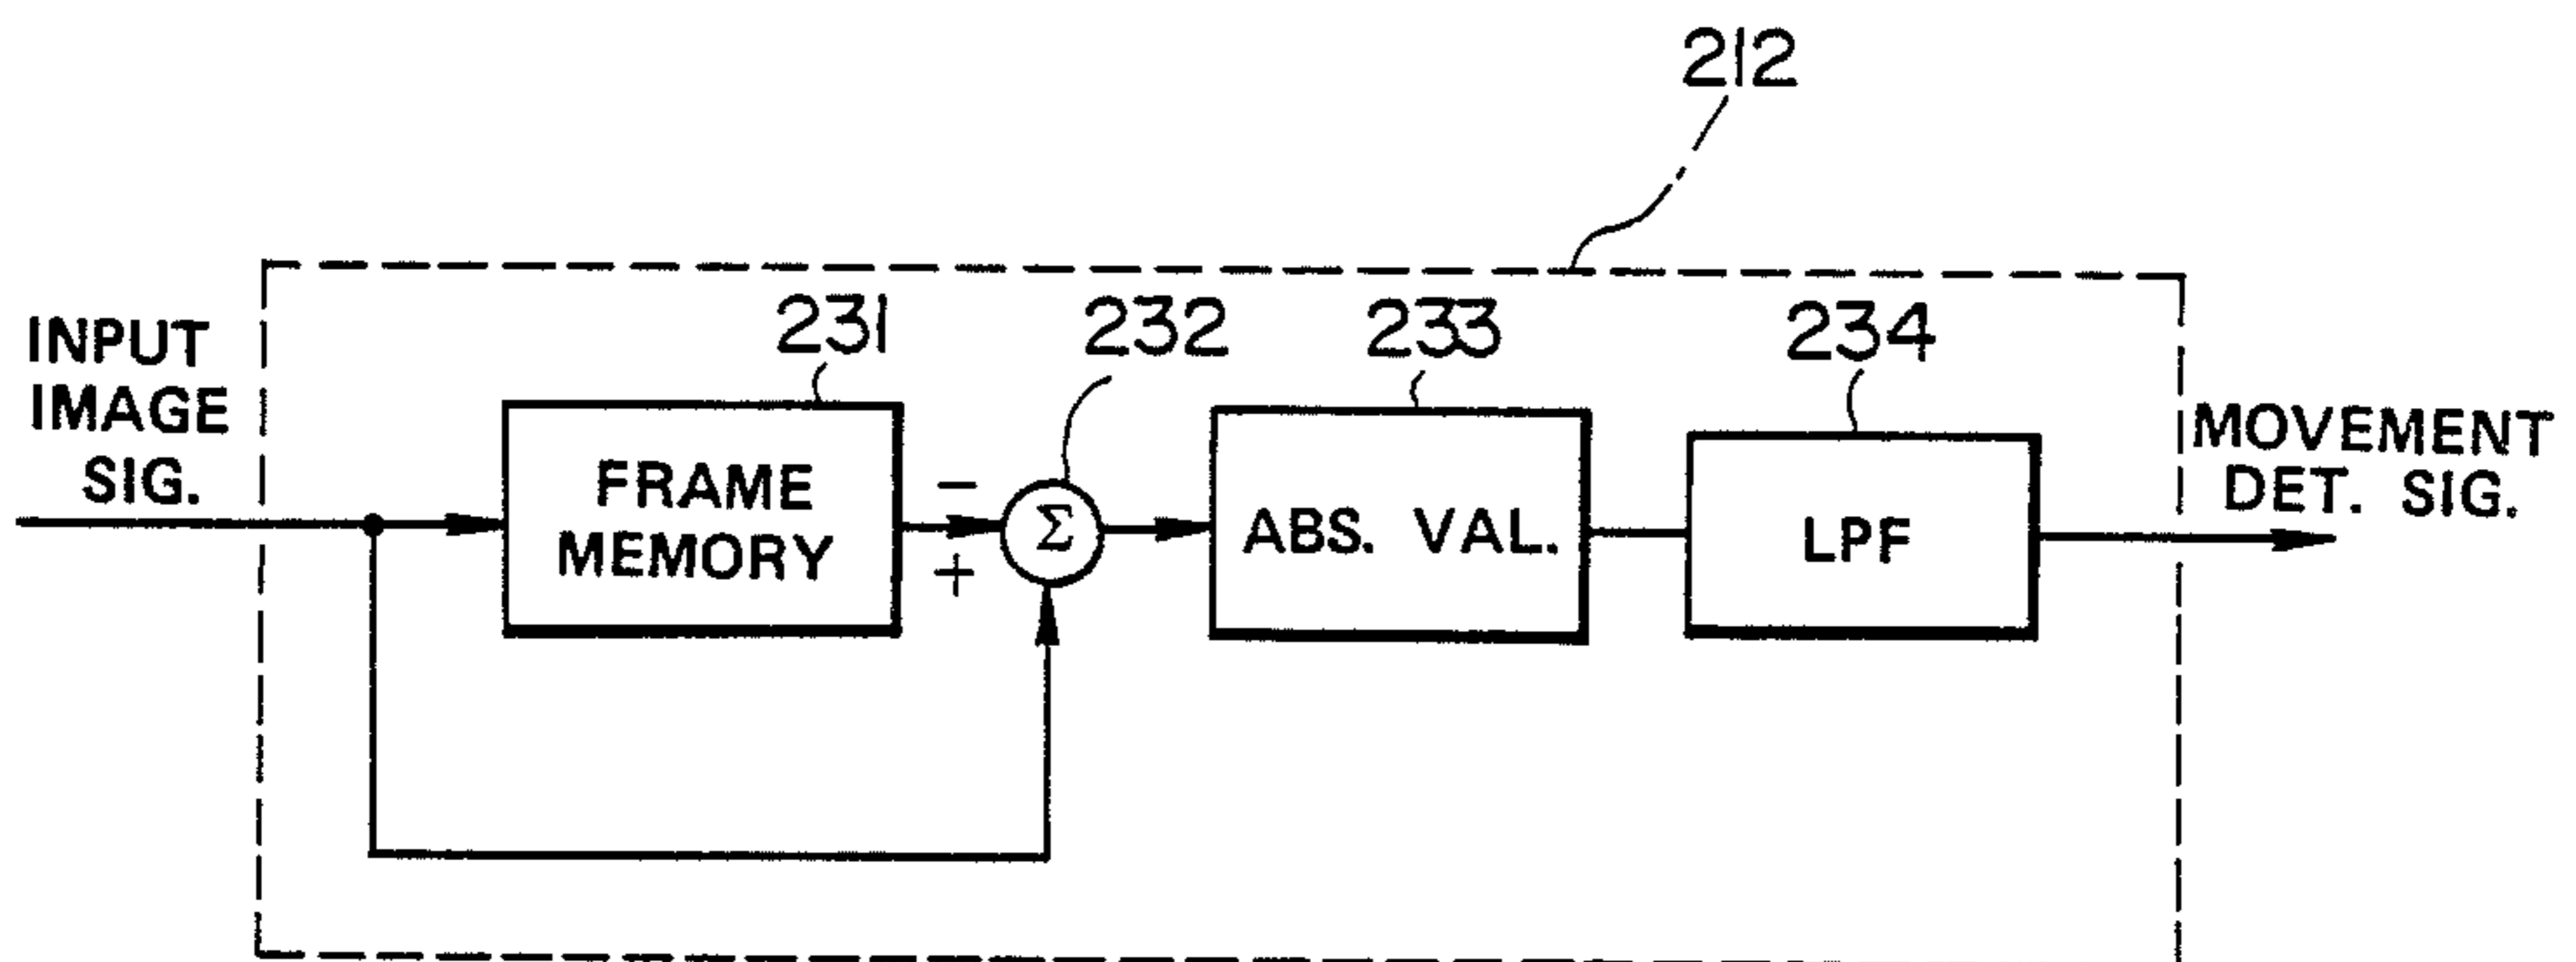 212
INPUT
IMAGE
SIG.
231
232
233
234
FRAME
MEMORY
−
+
Σ
ABS. VAL.
LPF
MOVEMENT
DET. SIG.